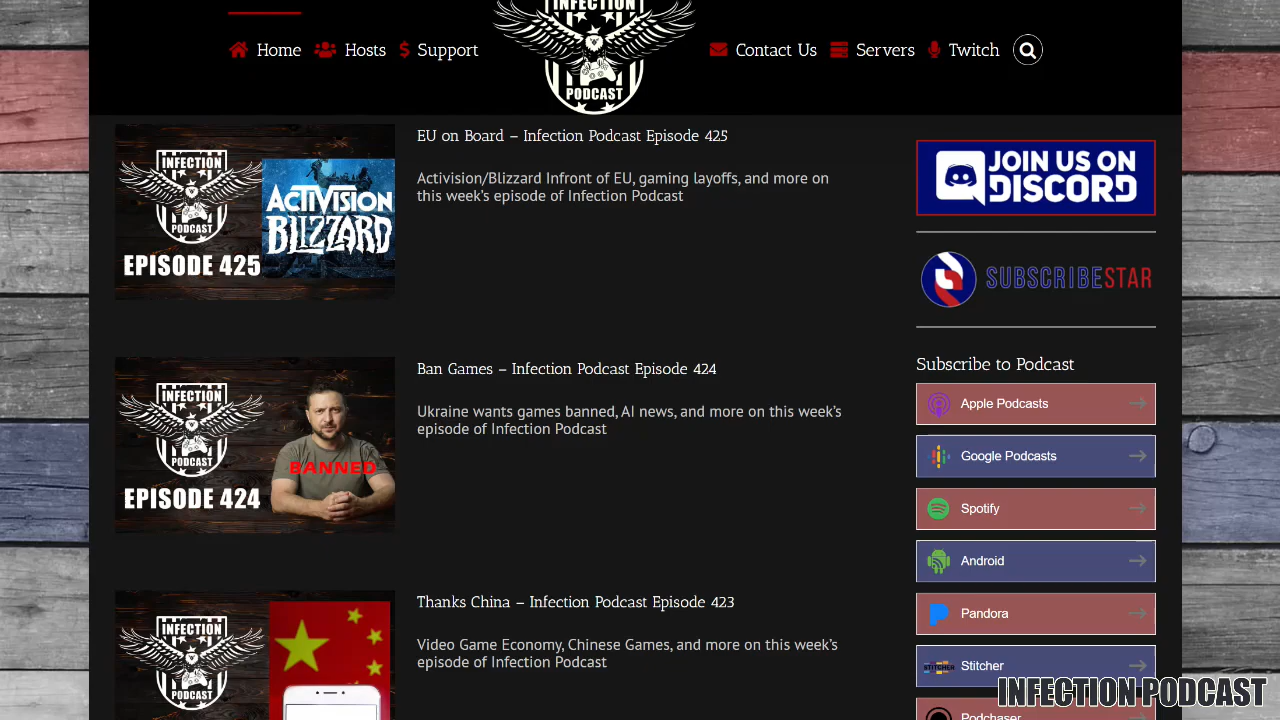 INFECTION
PODCAST
Home
Hosts
Support
Contact Us
Servers
Twitch
INFECTION
PODCAST
EPISODE 425
ACTIVISION
BLIZZARD
EU on Board – Infection Podcast Episode 425
Activision/Blizzard Infront of EU, gaming layoffs, and more on
this week's episode of Infection Podcast
INFECTION
PODCAST
EPISODE 424
BANNED
Ban Games – Infection Podcast Episode 424
Ukraine wants games banned, AI news, and more on this week's
episode of Infection Podcast
INFECTION
PODCAST
Thanks China – Infection Podcast Episode 423
Video Game Economy, Chinese Games, and more on this week's
episode of Infection Podcast
JOIN US ON
DISCORD
SUBSCRIBESTAR
Subscribe to Podcast
Apple Podcasts
Google Podcasts
Spotify
Android
Pandora
STITCHER
Stitcher
Podchaser
INFECTION PODCAST